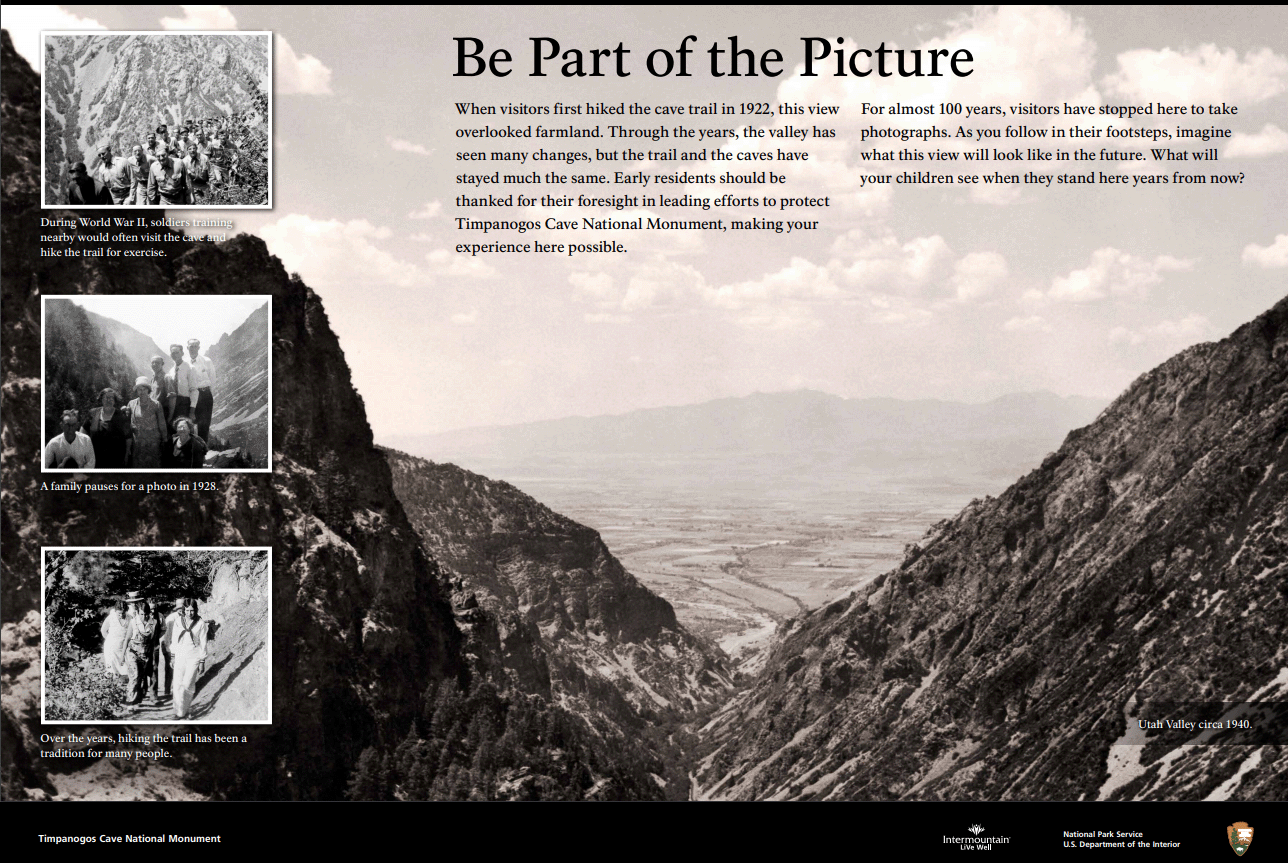 Be Part of the Picture
When visitors first hiked the cave trail in 1922, this view
overlooked farmland. Through the years, the valley has
seen many changes, but the trail and the caves have
stayed much the same. Early residents should be
thanked for their foresight in leading efforts to protect
Timpanogos Cave National Monument, making your
experience here possible.
For almost 100 years, visitors have stopped here to take
photographs. As you follow in their footsteps, imagine
what this view will look like in the future. What will
your children see when they stand here years from now?
During World War II, soldiers training
nearby would often visit the cave and
hike the trail for exercise.
A family pauses for a photo in 1928.
Over the years, hiking the trail has been a
tradition for many people.
Utah Valley circa 1940.
Timpanogos Cave National Monument
Intermountain
LiVe Well
National Park Service
U.S. Department of the Interior